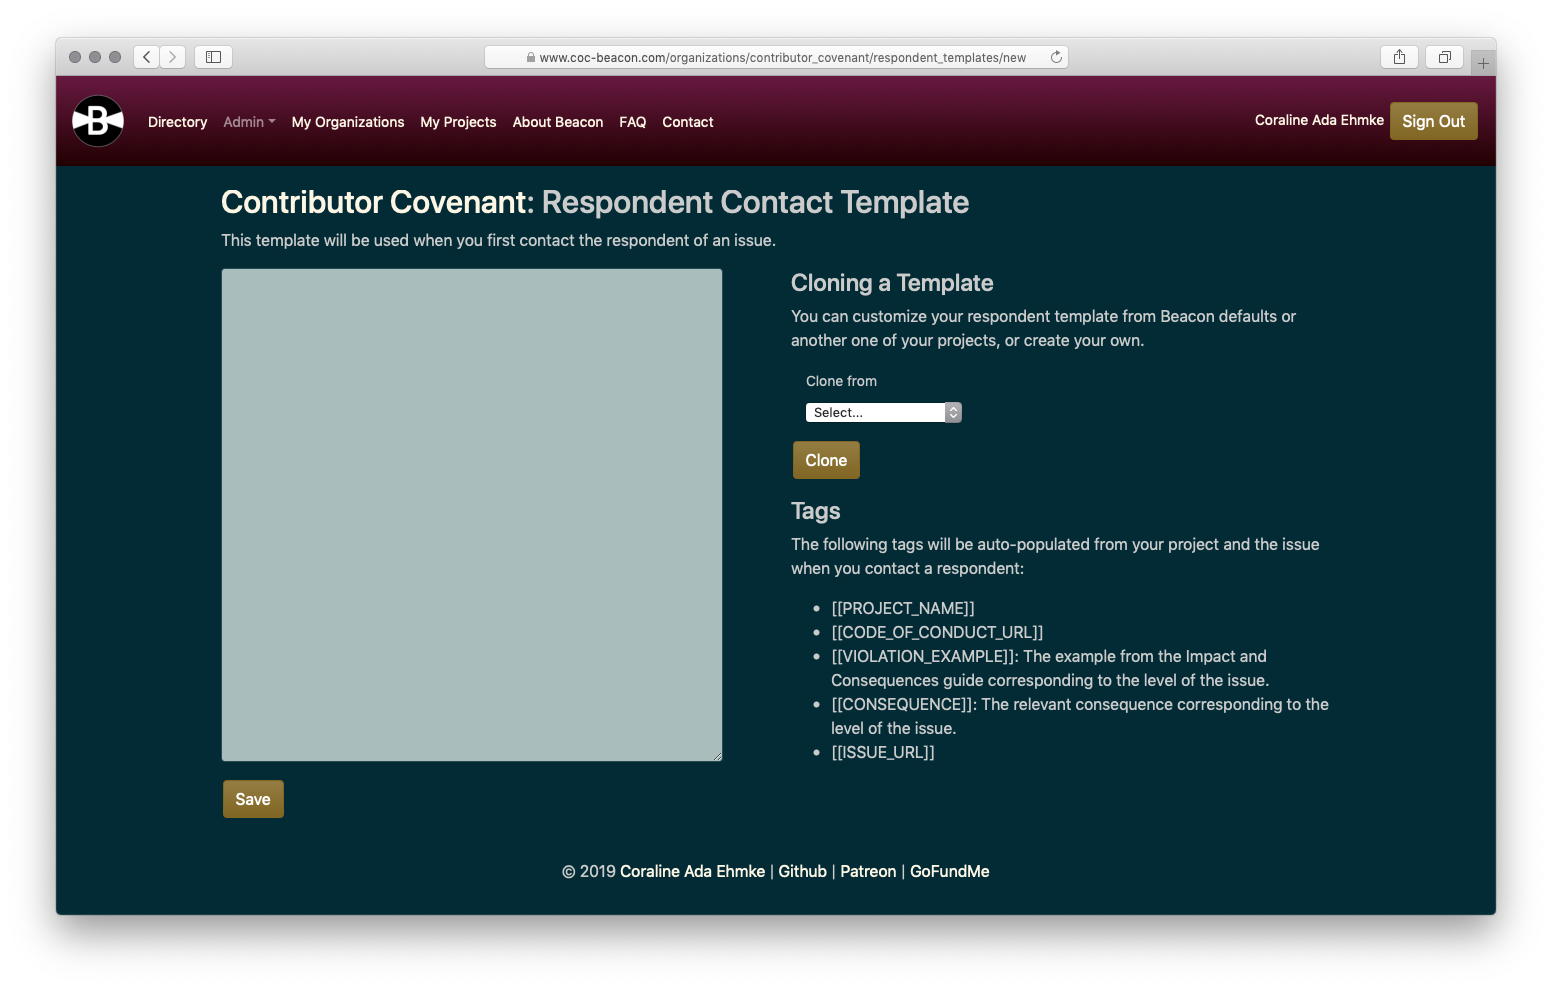 www.coc-beacon.com/organizations/contributor_covenant/respondent_templates/new
B
Directory Admin My Organizations My Projects About Beacon FAQ Contact
Coraline Ada Ehmke Sign Out
Contributor Covenant: Respondent Contact Template
This template will be used when you first contact the respondent of an issue.
Cloning a Template
You can customize your respondent template from Beacon defaults or
another one of your projects, or create your own.
Clone from
Select...
Clone
Tags
The following tags will be auto-populated from your project and the issue
when you contact a respondent:
• [[PROJECT_NAME]]
• [[CODE_OF_CONDUCT_URL]]
• [[VIOLATION_EXAMPLE]]: The example from the Impact and
Consequences guide corresponding to the level of the issue.
• [[CONSEQUENCE]]: The relevant consequence corresponding to the
level of the issue.
• [[ISSUE_URL]]
Save
© 2019 Coraline Ada Ehmke | Github | Patreon | GoFundMe